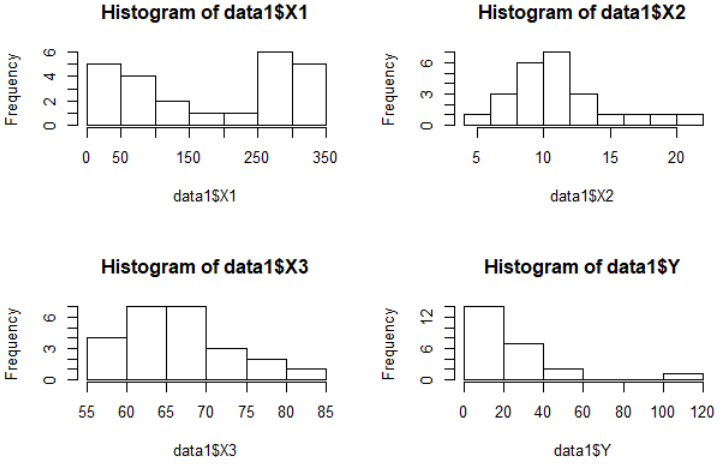 Histogram of data1$X1
Frequency
0 2 4 6
0 50 150 250 350
data1$X1
Histogram of data1$X2
Frequency
0 3 6
5 10 15 20
data1$X2
Histogram of data1$X3
Frequency
0 3 6
55 60 65 70 75 80 85
data1$X3
Histogram of data1$Y
Frequency
0 6 12
0 20 40 60 80 100 120
data1$Y